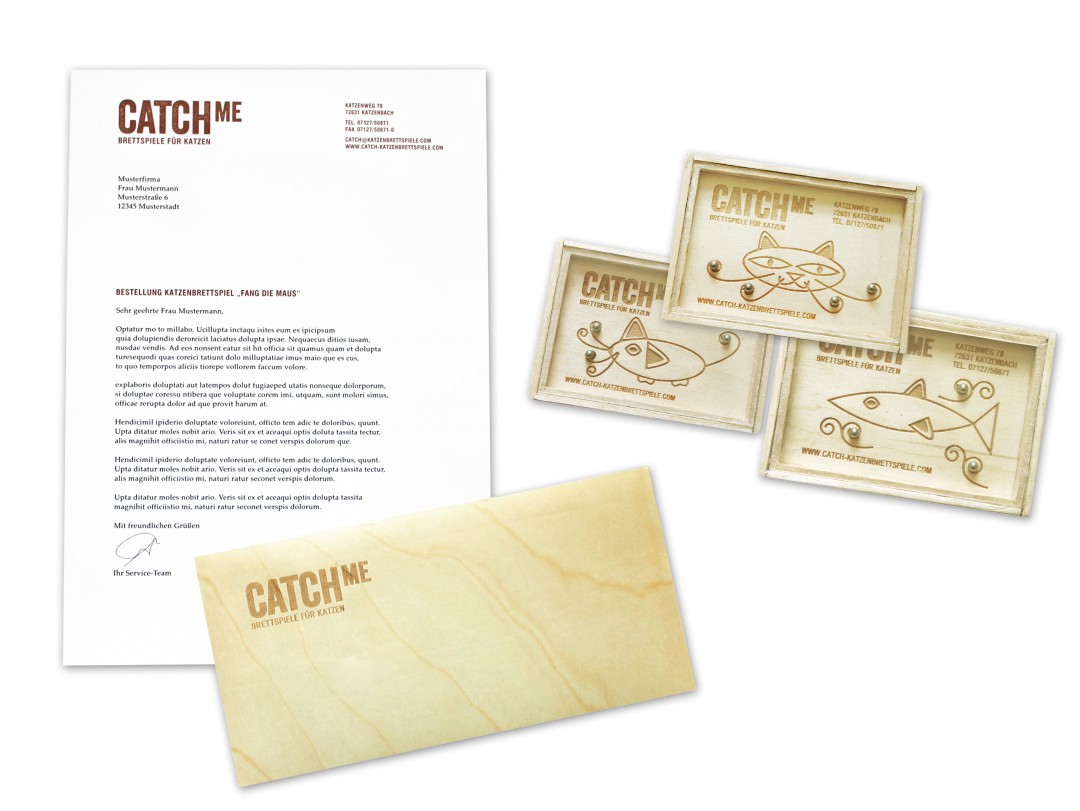 CATCH ME
BRETTSPIELE FÜR KATZEN
KATZENWEG 78
72631 KATZENBACH
TEL. 07127/50871
FAX 07127/50871-0
CATCH@KATZENBRETTSPIELE.COM
WWW.CATCH-KATZENBRETTSPIELE.COM
Musterfirma
Frau Mustermann
Musterstraße 6
12345 Musterstadt
BESTELLUNG KATZENBRETTSPIEL „FANG DIE MAUS“
Sehr geehrte Frau Mustermann,
Optatur mo to millabo. Ucillupta inctaqu isites eum es ipicipsum
quia dolupiendis deroreicit laciatus dolupta ipsae. Nequaecus ditios iusam,
nusdae vendis. Ad eos nonsent eatur sit hit officia sit quamus quam et dolupta
turesequodi quas coreici tatiunt dolo milluptatiae imus maio que es cus,
to quo temporpos aliciis tiorepe vollorem faccum volore.
explaboris doluptati aut latempos dolut fugiaeped utatis nonseque dolorporum,
si doluptae coressu ntibera que voluptate corem imi, utquam, sunt molori simus,
officae rerupta dolor ad que provit harum at.
Hendicimil ipiderio doluptate voloreiunt, officto tem adic te doloribus, quunt.
Upta ditatur moles nobit ario. Veris sit ex et aceaqui optis doluta tassita tectur,
alis magnihit officiistio mi, naturi ratur se conet verspis dolorum que.
Hendicimil ipiderio doluptate voloreiunt, officto tem adic te doloribus, quunt.
Upta ditatur moles nobit ario. Veris sit ex et aceaqui optis dolupta tassita tectur,
alis magnihit officiistio mi, naturi ratur seconet verspis dolorum.
Upta ditatur moles nobit ario. Veris sit ex et aceaqui optis dolupta tassita
magnihit officiistio mi, naturi ratur seconet verspis dolorum.
Mit freundlichen Grüßen
Ihr Service-Team
CATCH ME
BRETTSPIELE FÜR KATZEN
CATCH ME
BRETTSPIELE FÜR KATZEN
KATZENWEG 78
72631 KATZENBACH
TEL. 07127/50871
WWW.CATCH-KATZENBRETTSPIELE.COM
CATCH
BRETTSPIELE FÜR KATZEN
WWW.CATCH-KATZENBRETTSPIELE.COM
ME
BRETTSPIELE FÜR KATZEN
KATZENWEG 78
72631 KATZENBACH
TEL. 07127/50871
WWW.CATCH-KATZENBRETTSPIELE.COM